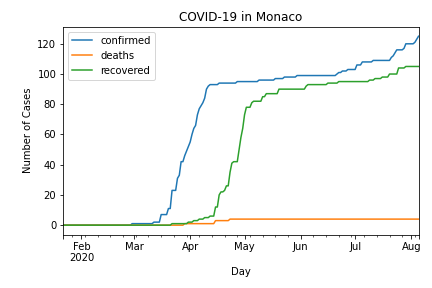 COVID-19 in Monaco
confirmed
deaths
recovered
Number of Cases
120
100
80
60
40
20
0
Feb Mar Apr May Jun Jul Aug
2020
Day